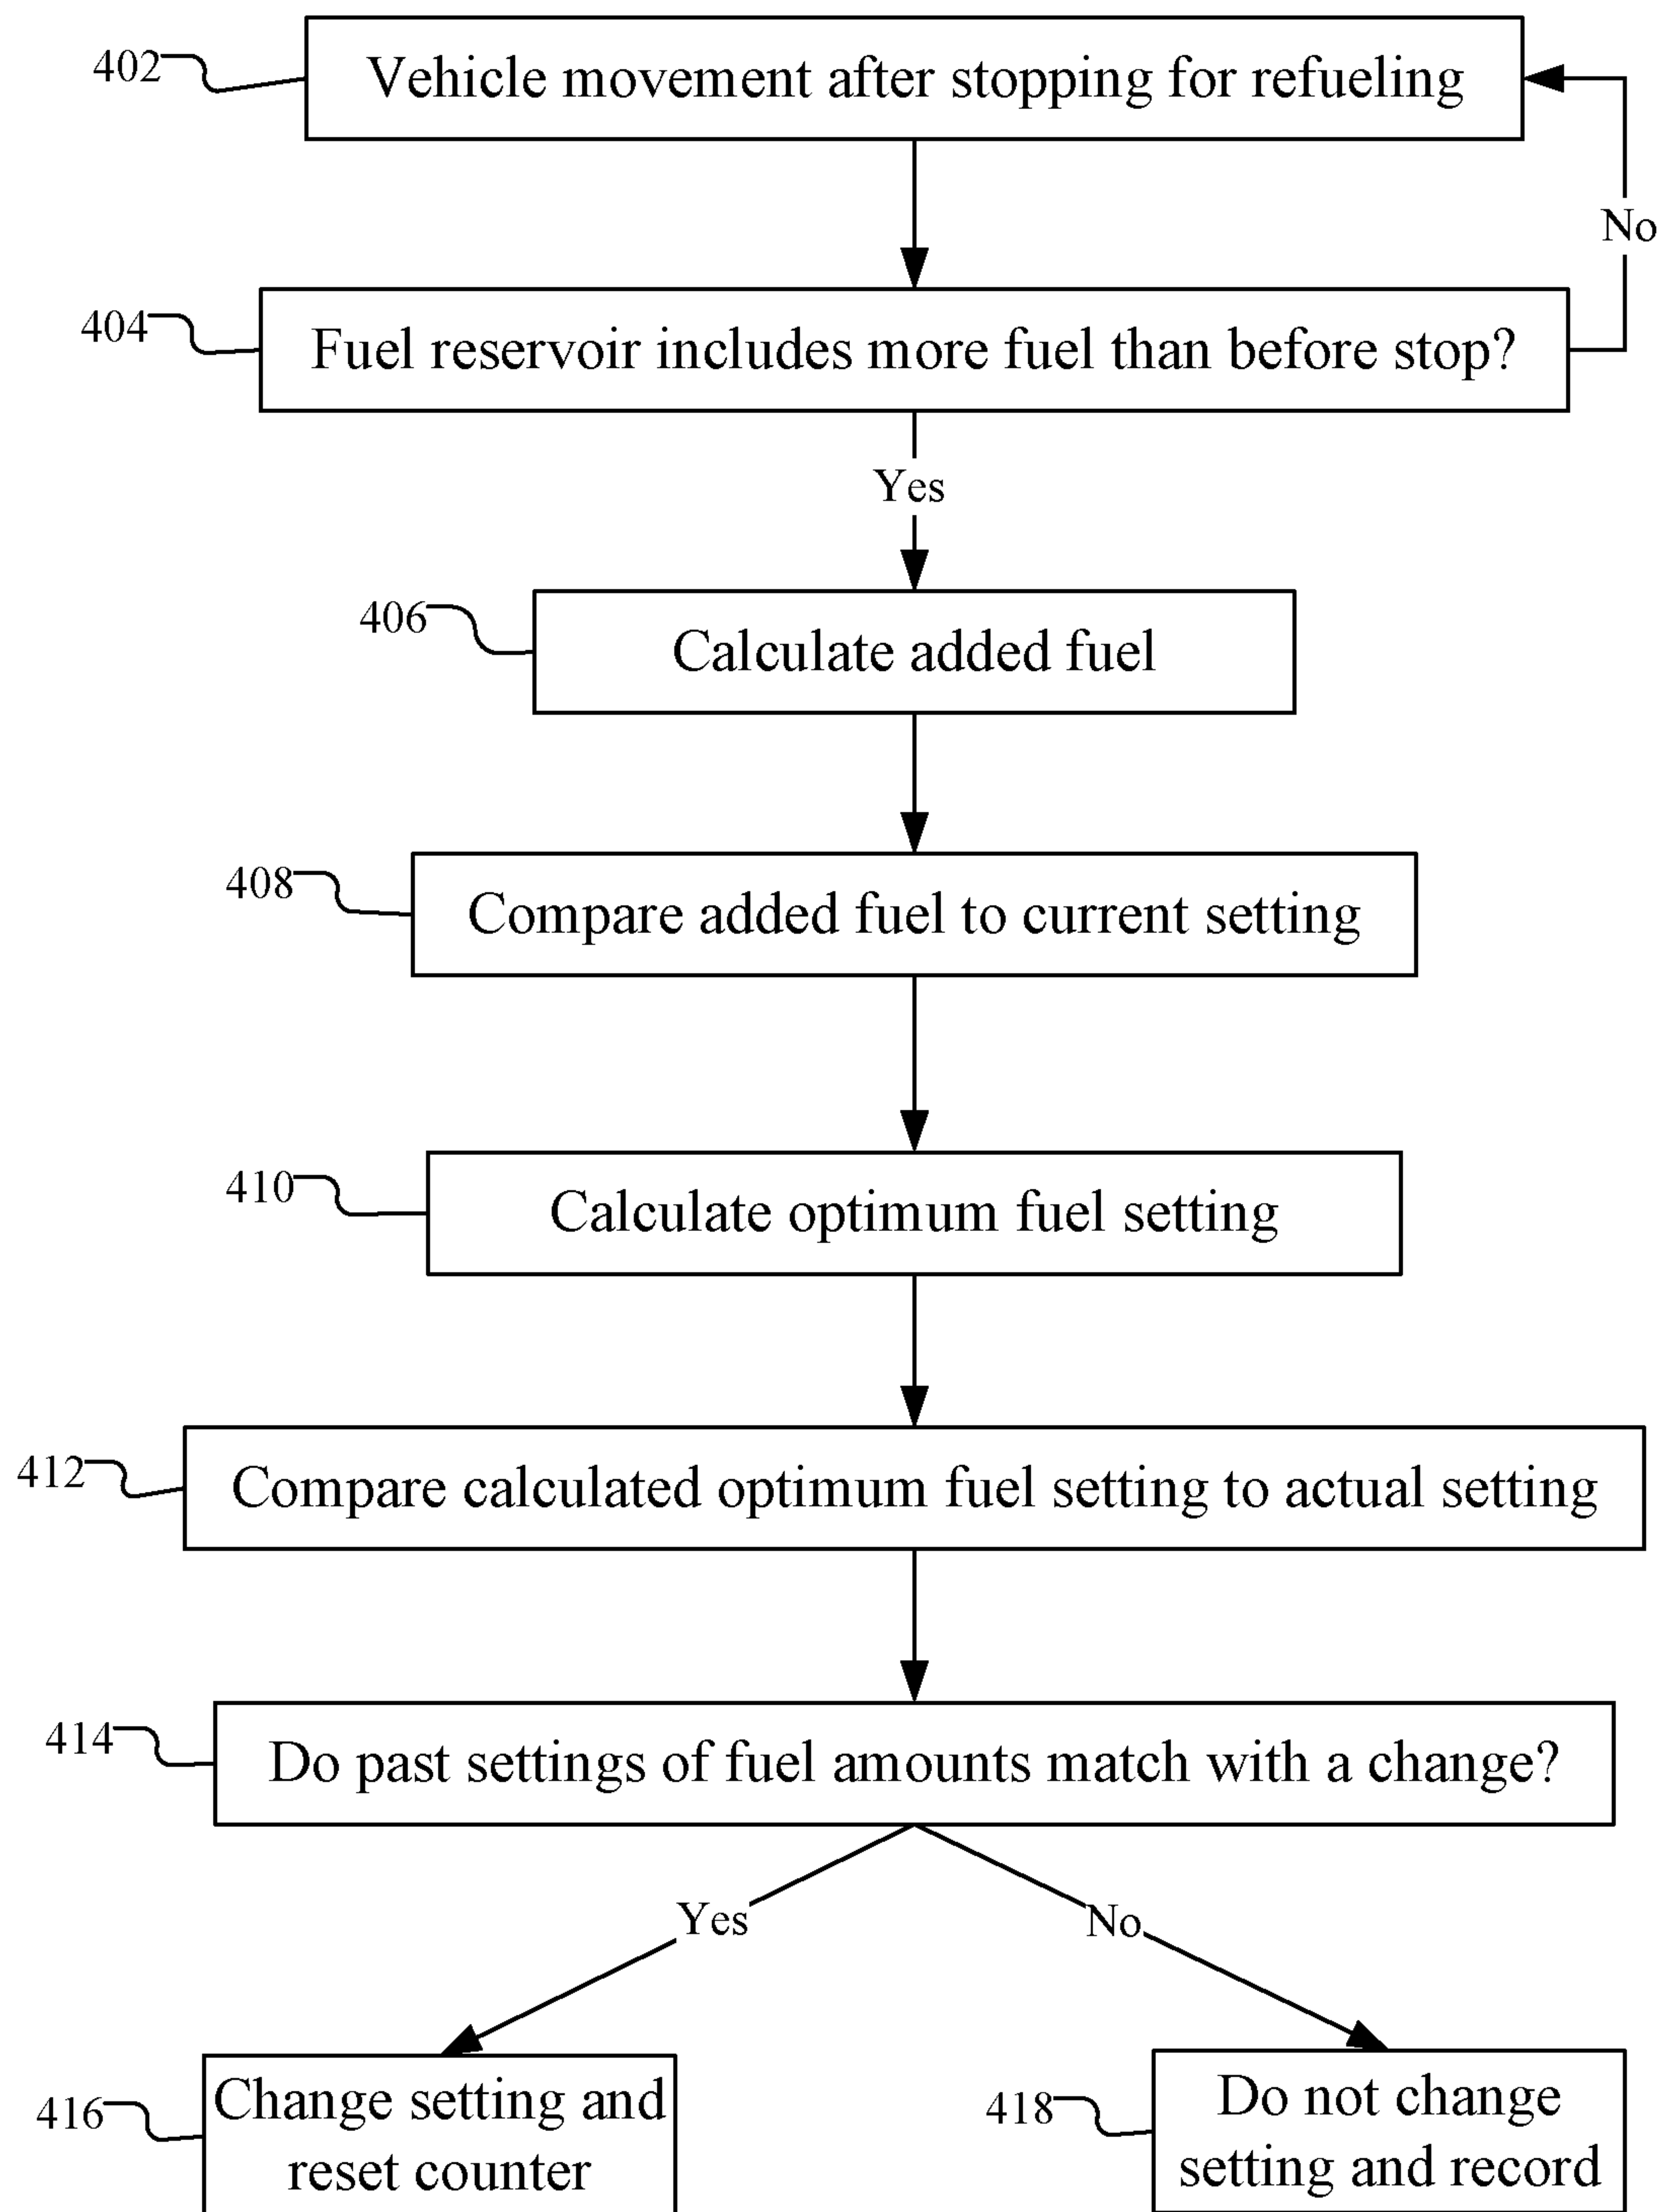 402
Vehicle movement after stopping for refueling
No
404
Fuel reservoir includes more fuel than before stop?
Yes
406
Calculate added fuel
408
Compare added fuel to current setting
410
Calculate optimum fuel setting
412
Compare calculated optimum fuel setting to actual setting
414
Do past settings of fuel amounts match with a change?
Yes
No
416
Change setting and
reset counter
418
Do not change
setting and record